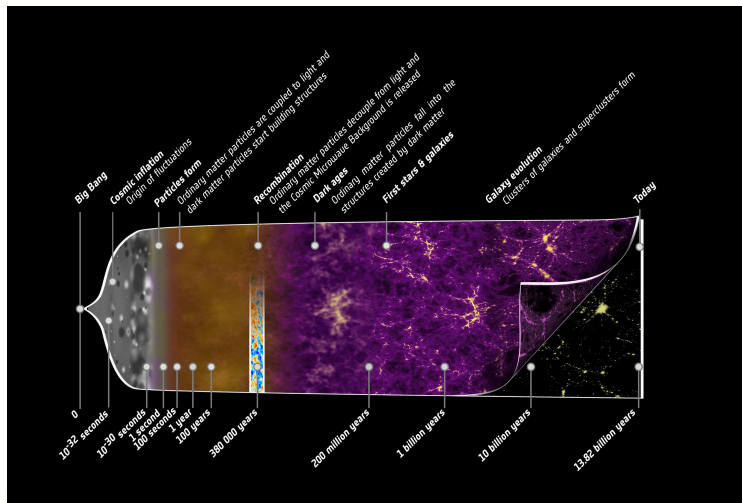 Big Bang
Cosmic inflation
Origin of fluctuations
Particles form
Ordinary matter particles are coupled to light and
dark matter particles start building structures
Recombination
Ordinary matter particles decouple from light and
the Cosmic Microwave Background is released
Dark ages
Ordinary matter particles fall into the
structures created by dark matter
First stars & galaxies
Galaxy evolution
Clusters of galaxies and superclusters form
Today
0
10-32 seconds
10-30 seconds
1 second
100 seconds
1 year
100 years
380 000 years
200 million years
1 billion years
10 billion years
13.82 billion years